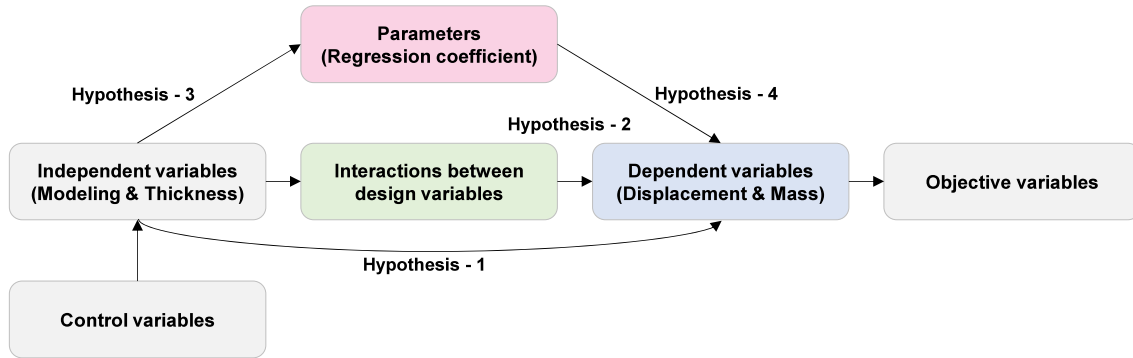 Parameters
(Regression coefficient)
Hypothesis - 3
Hypothesis - 4
Hypothesis - 2
Independent variables
(Modeling & Thickness)
Interactions between
design variables
Dependent variables
(Displacement & Mass)
Objective variables
Hypothesis - 1
Control variables